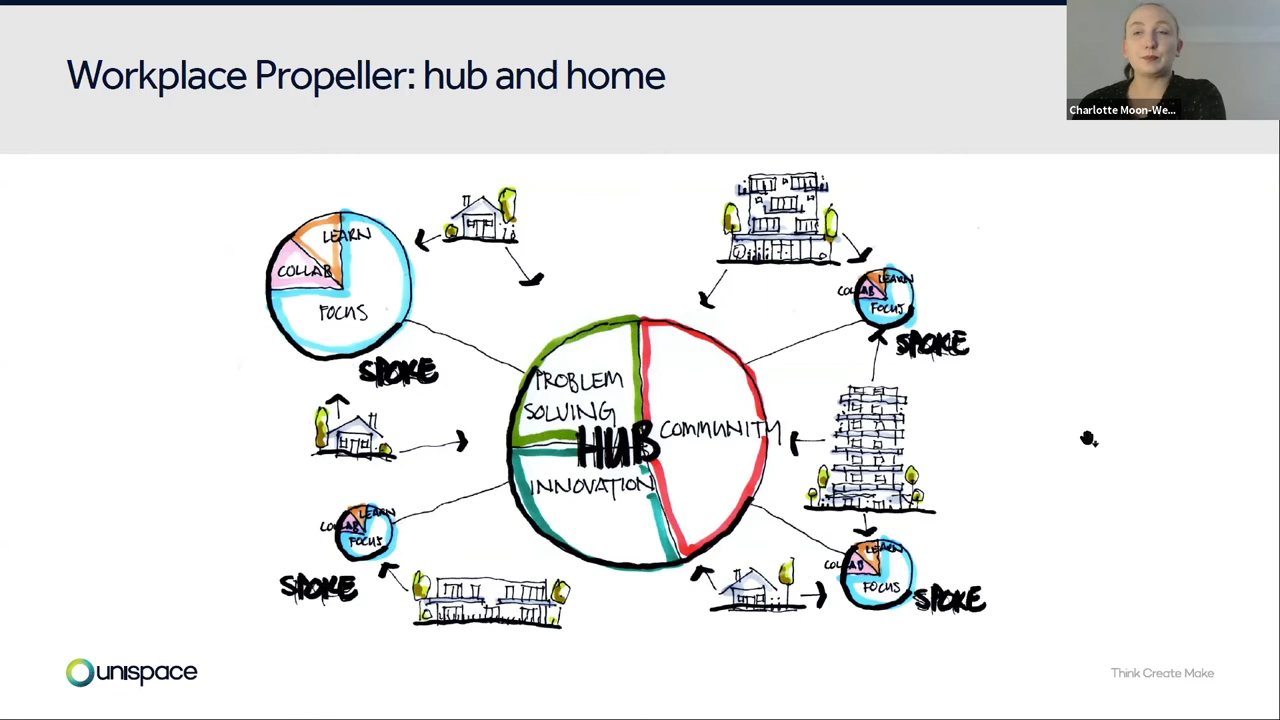 Workplace Propeller: hub and home
Charlotte Moon-We...
LEARN
COLLAB
FOCUS
SPOKE
LEARN
COLLAB
FOCUS
SPOKE
PROBLEM
SOLVING
HUB
COMMUNITY
INNOVATION
LEARN
COLLAB
FOCUS
SPOKE
LEARN
COLLAB
FOCUS
SPOKE
unispace
Think Create Make